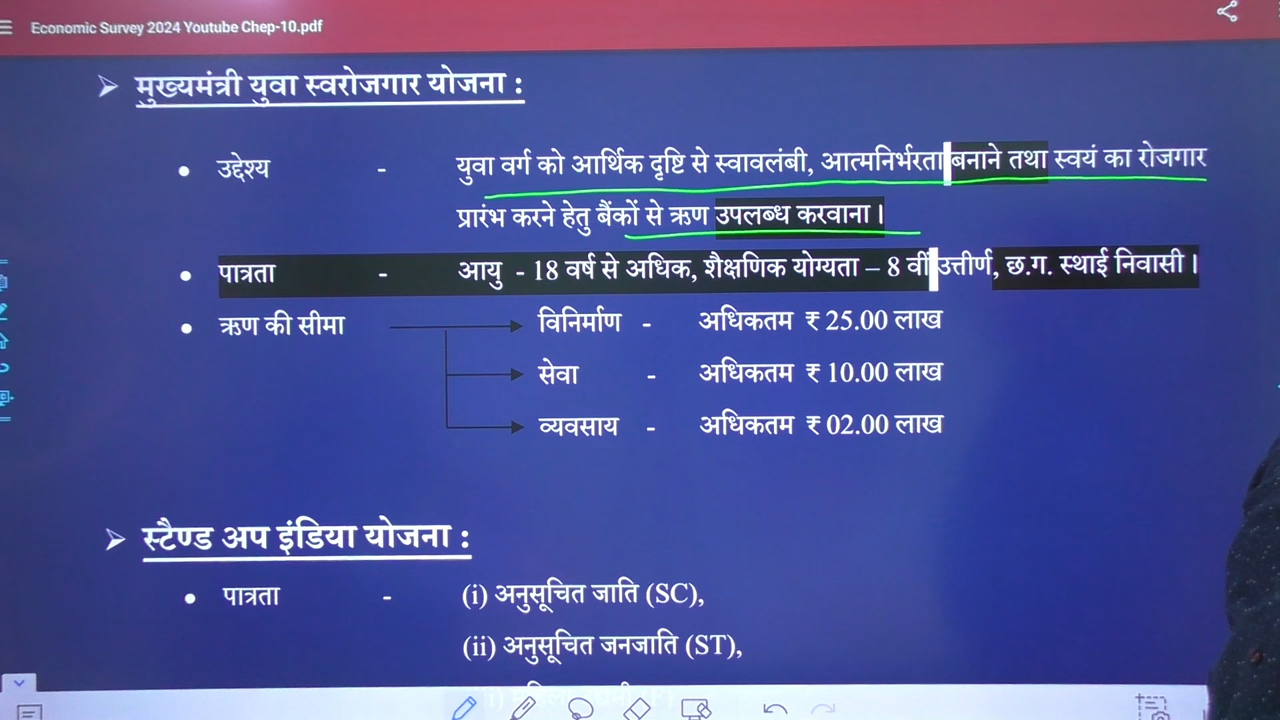 Economic Survey 2024 Youtube Chep-10.pdf
मुख्यमंत्री युवा स्वरोजगार योजना :
उद्देश्य - युवा वर्ग को आर्थिक दृष्टि से स्वावलंबी, आत्मनिर्भरता बनाने तथा स्वयं का रोजगार
प्रारंभ करने हेतु बैंकों से ऋण उपलब्ध करवाना।
पात्रता - आयु - 18 वर्ष से अधिक, शैक्षणिक योग्यता – 8 वीं उत्तीर्ण, छ.ग. स्थाई निवासी।
ऋण की सीमा विनिर्माण - अधिकतम ₹ 25.00 लाख
सेवा - अधिकतम ₹ 10.00 लाख
व्यवसाय - अधिकतम ₹ 02.00 लाख
स्टैण्ड अप इंडिया योजना :
पात्रता - (i) अनुसूचित जाति (SC),
(ii) अनुसूचित जनजाति (ST),